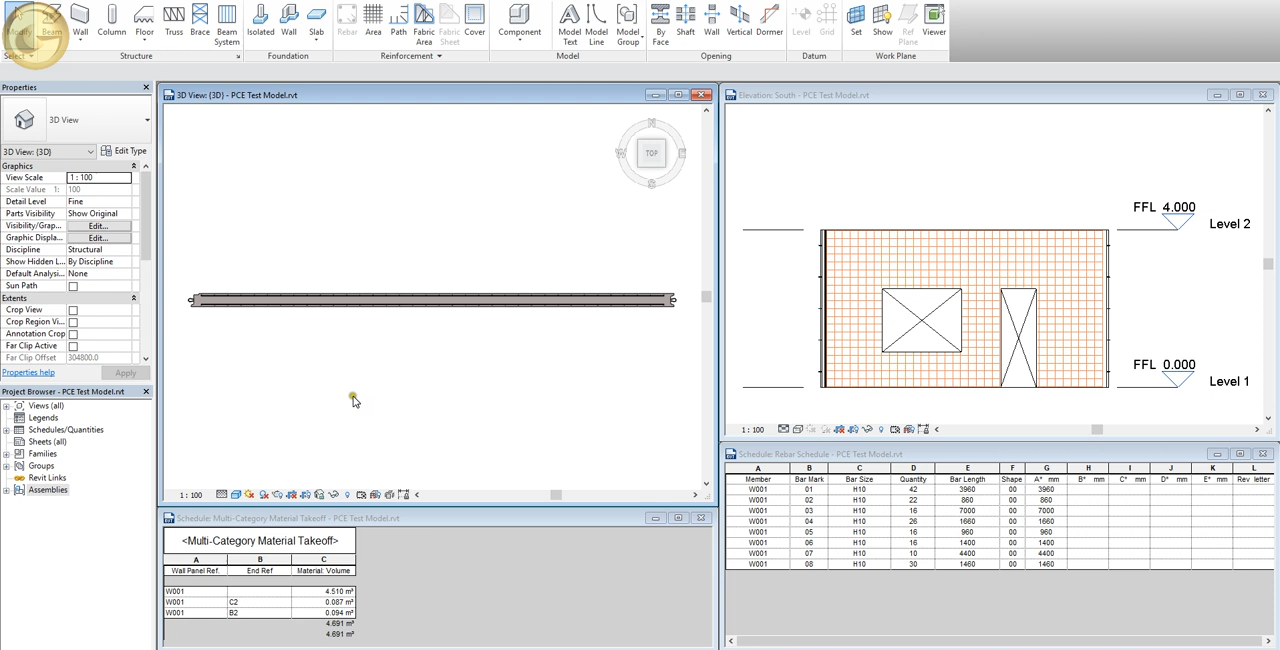 Modify Beam Wall Column Floor Truss Brace Beam System Isolated Wall Slab Rebar Area Path Fabric Area Fabric Sheet Cover Component Model Text Model Line Model Group By Face Shaft Wall Vertical Dormer Level Grid Set Show Ref Plane Viewer
Select Structure Foundation Reinforcement Model Opening Datum Work Plane
Properties
3D View
3D View: {3D} Edit Type
Graphics
View Scale 1 : 100
Scale Value 1: 100
Detail Level Fine
Parts Visibility Show Original
Visibility/Grap... Edit...
Graphic Displa... Edit...
Discipline Structural
Show Hidden L... By Discipline
Default Analysi... None
Sun Path
Extents
Crop View
Crop Region Vi...
Annotation Crop
Far Clip Active
Far Clip Offset 304800.0
Properties help Apply
Project Browser - PCE Test Model.rvt
Views (all)
Legends
Schedules/Quantities
Sheets (all)
Families
Groups
Revit Links
Assemblies
3D View: {3D} - PCE Test Model.rvt
N
W TOP E
S
1 : 100
Schedule: Multi-Category Material Takeoff - PCE Test Model.rvt
<Multi-Category Material Takeoff>
A B C
Wall Panel Ref. End Ref Material: Volume
W001 4.510 m³
W001 C2 0.087 m³
W001 B2 0.094 m³
4.691 m³
4.691 m³
Elevation: South - PCE Test Model.rvt
FFL 4.000
Level 2
FFL 0.000
Level 1
1 : 100
Schedule: Rebar Schedule - PCE Test Model.rvt
A B C D E F G H I J K L
Member Bar Mark Bar Size Quantity Bar Length Shape A* mm B* mm C* mm D* mm E* mm Rev letter
W001 01 H10 42 3960 00 3960
W001 02 H10 22 860 00 860
W001 03 H10 16 7000 00 7000
W001 04 H10 26 1660 00 1660
W001 05 H10 16 960 00 960
W001 06 H10 16 1400 00 1400
W001 07 H10 10 4400 00 4400
W001 08 H10 30 1460 00 1460